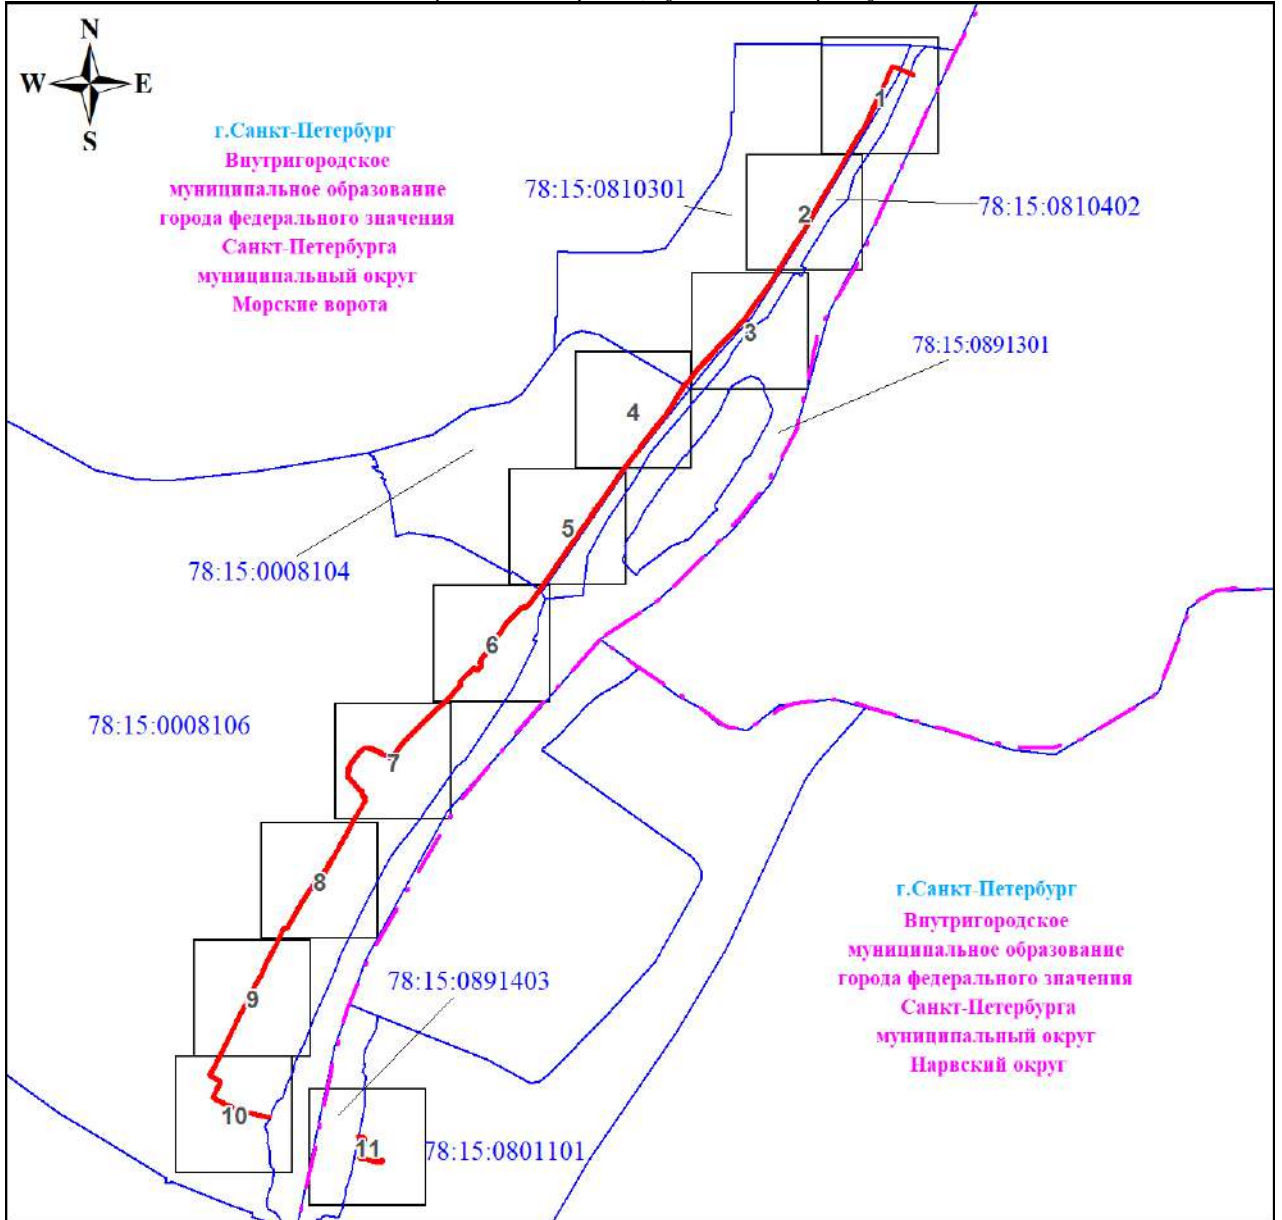 N
W E
S
г.Санкт-Петербург
Внутригородское
муниципальное образование
города федерального значения
Санкт-Петербурга
муниципальный округ
Морские ворота
1
78:15:0810301
2
78:15:0810402
3
78:15:0891301
4
5
78:15:0008104
6
78:15:0008106
7
8
г.Санкт-Петербург
Внутригородское
муниципальное образование
города федерального значения
Санкт-Петербурга
муниципальный округ
Нарвский округ
78:15:0891403
9
10
11
78:15:0801101